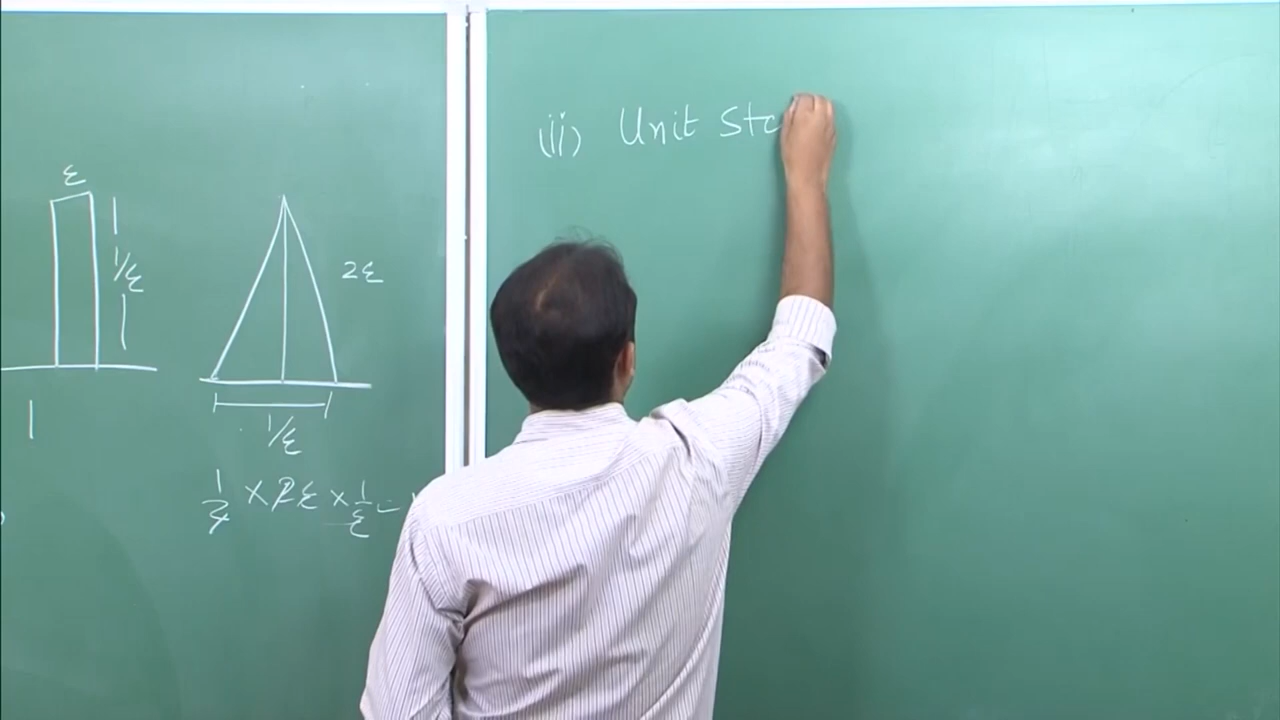 ε
1/ε
2ε
1
1/ε
1/2 × 2ε × 1/ε =
(ii) Unit St